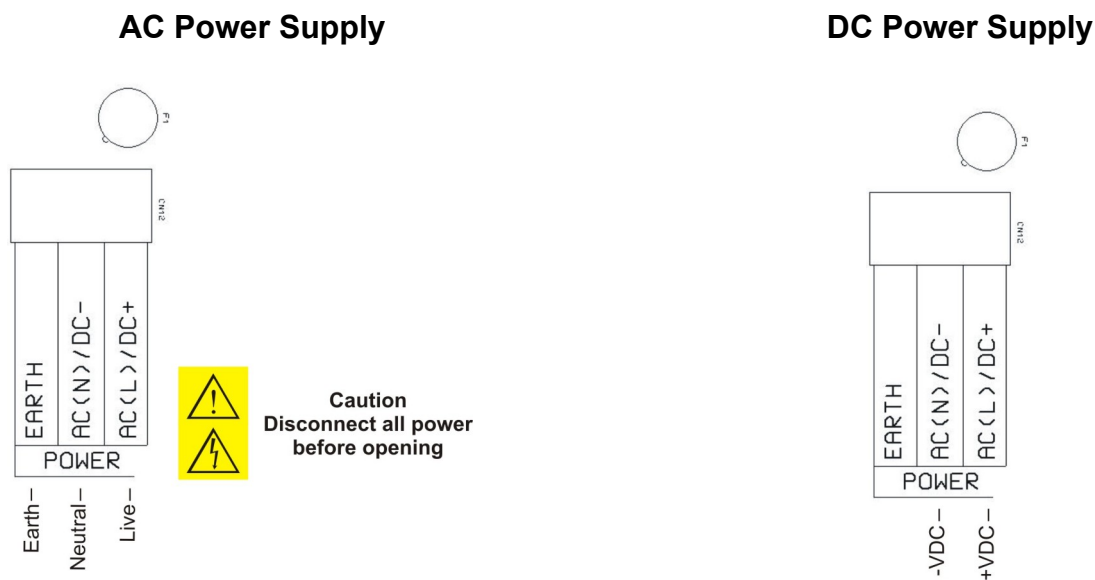 AC Power Supply
F1
CN12
EARTH
AC(N)/DC-
AC(L)/DC+
POWER
Earth
Neutral
Live
Caution
Disconnect all power
before opening
DC Power Supply
F1
CN12
EARTH
AC(N)/DC-
AC(L)/DC+
POWER
-VDC
+VDC